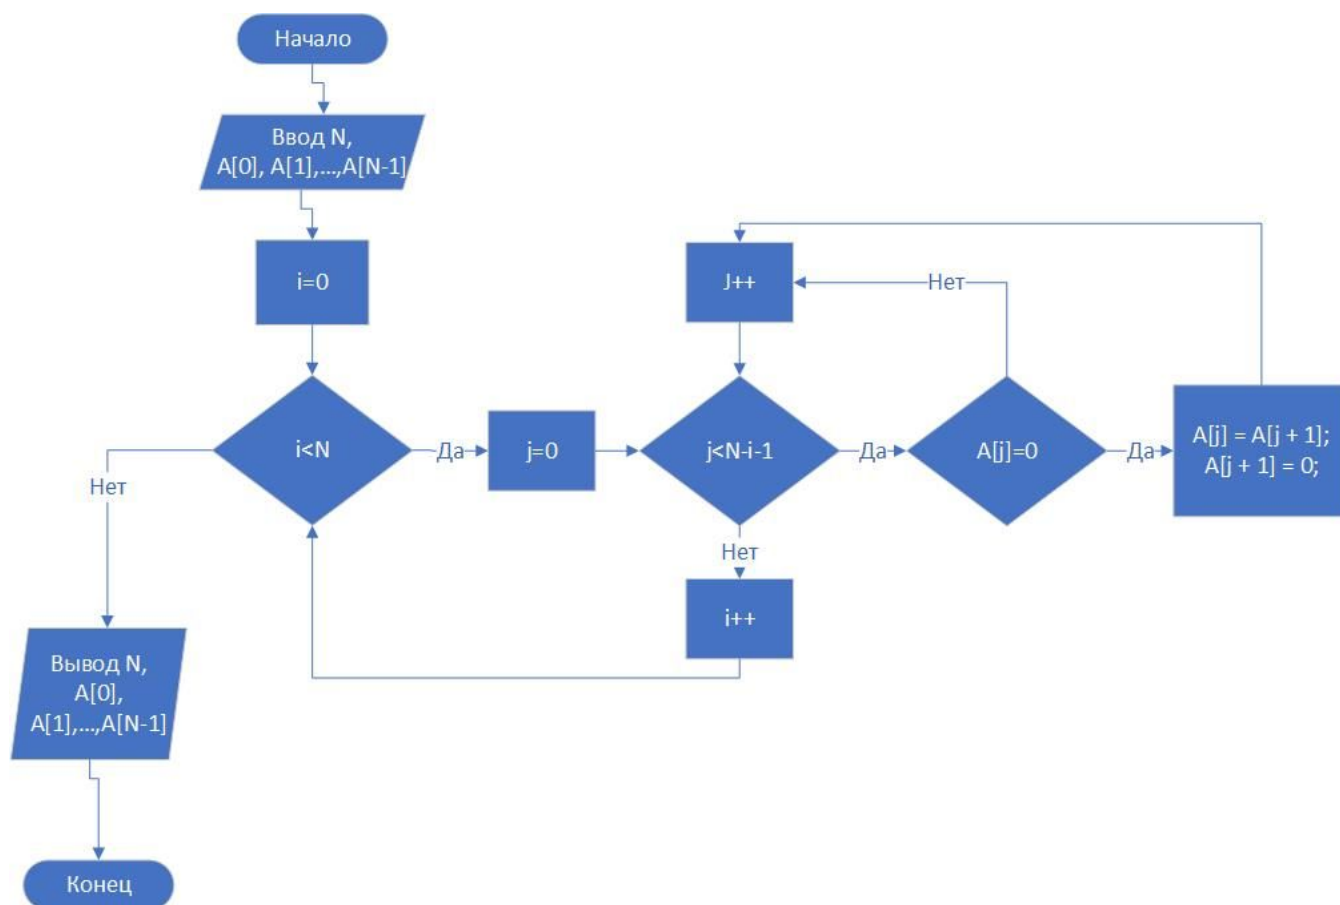 Начало
Ввод N,
A[0], A[1],...,A[N-1]
i=0
i<N
Да
j=0
j<N-i-1
Да
A[j]=0
Да
A[j] = A[j + 1];
A[j + 1] = 0;
Нет
J++
Нет
i++
Нет
Вывод N,
A[0],
A[1],...,A[N-1]
Конец